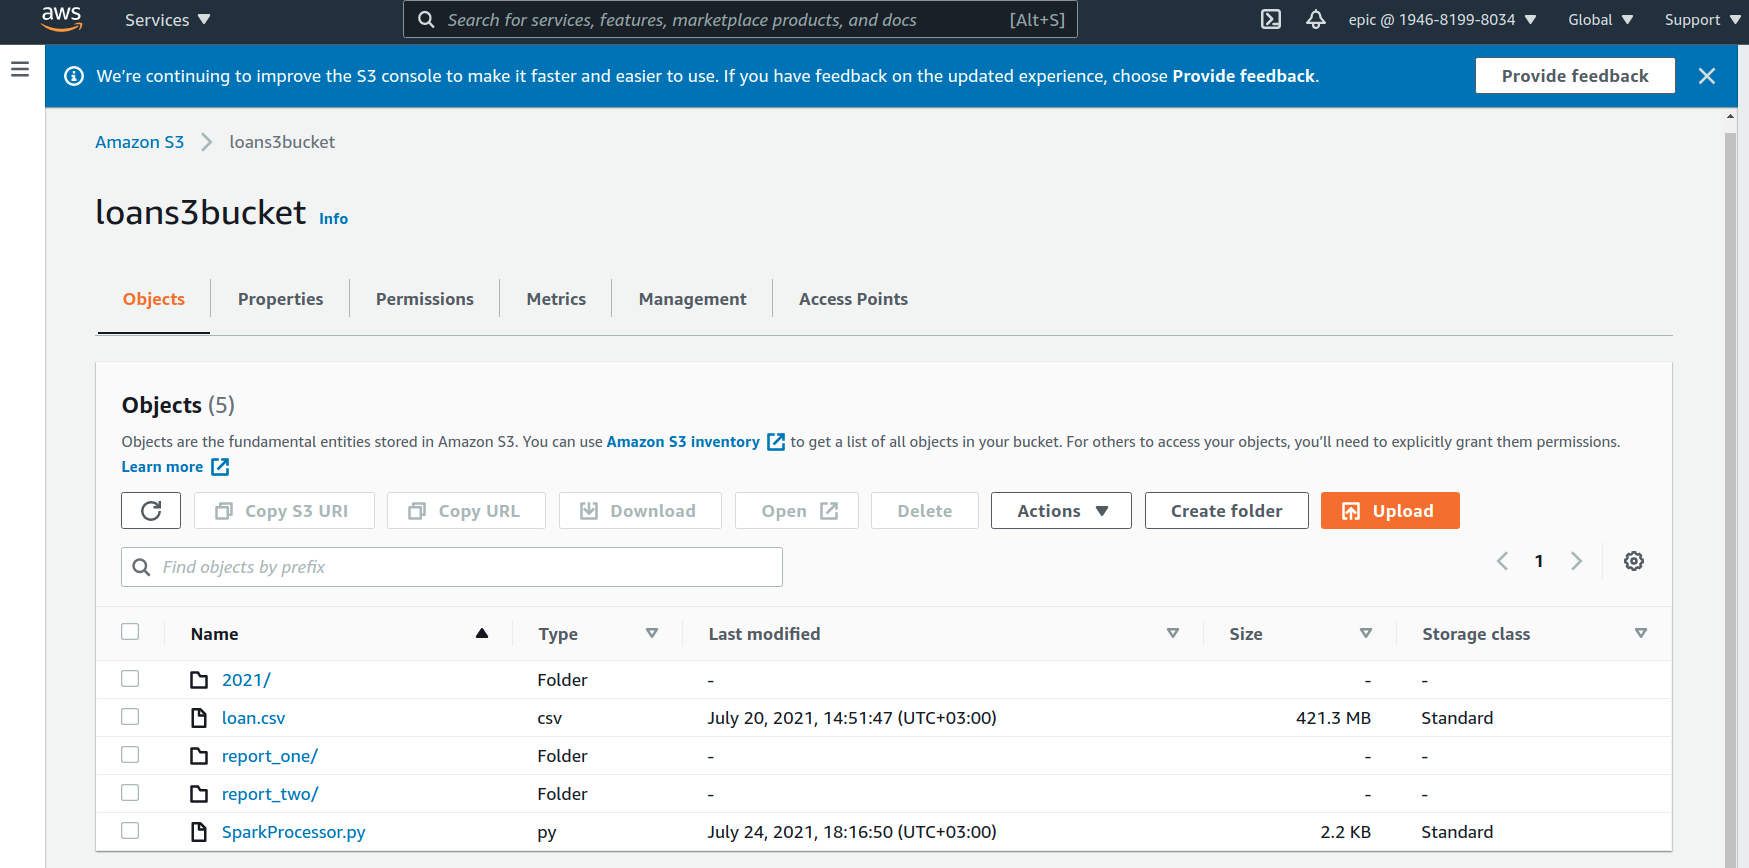 aws Services Search for services, features, marketplace products, and docs [Alt+S] epic @ 1946-8199-8034 Global Support
We're continuing to improve the S3 console to make it faster and easier to use. If you have feedback on the updated experience, choose Provide feedback. Provide feedback
Amazon S3 loans3bucket
loans3bucket Info
Objects Properties Permissions Metrics Management Access Points
Objects (5)
Objects are the fundamental entities stored in Amazon S3. You can use Amazon S3 inventory to get a list of all objects in your bucket. For others to access your objects, you'll need to explicitly grant them permissions.
Learn more
Copy S3 URI Copy URL Download Open Delete Actions Create folder Upload
Find objects by prefix 1
Name Type Last modified Size Storage class
2021/ Folder - - -
loan.csv csv July 20, 2021, 14:51:47 (UTC+03:00) 421.3 MB Standard
report_one/ Folder - - -
report_two/ Folder - - -
SparkProcessor.py py July 24, 2021, 18:16:50 (UTC+03:00) 2.2 KB Standard